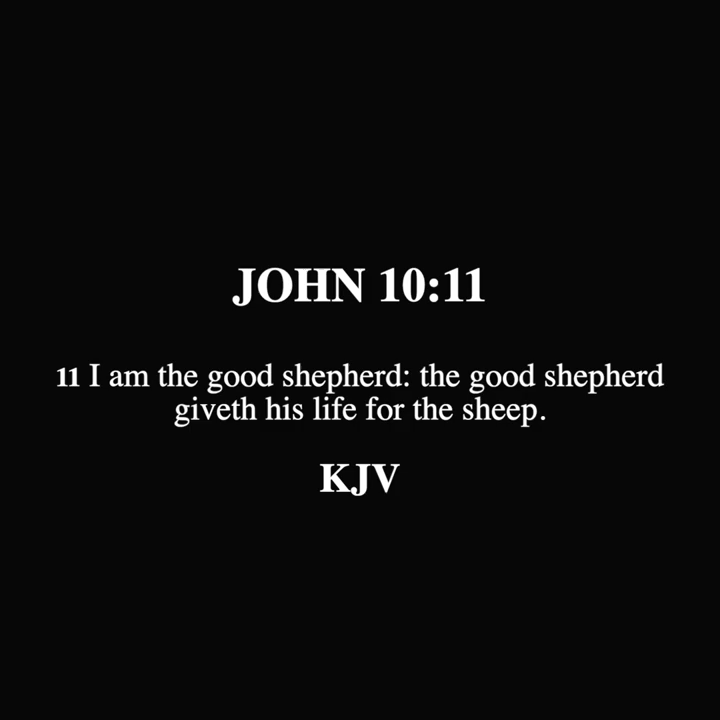 JOHN 10:11
11 I am the good shepherd: the good shepherd
giveth his life for the sheep.
KJV